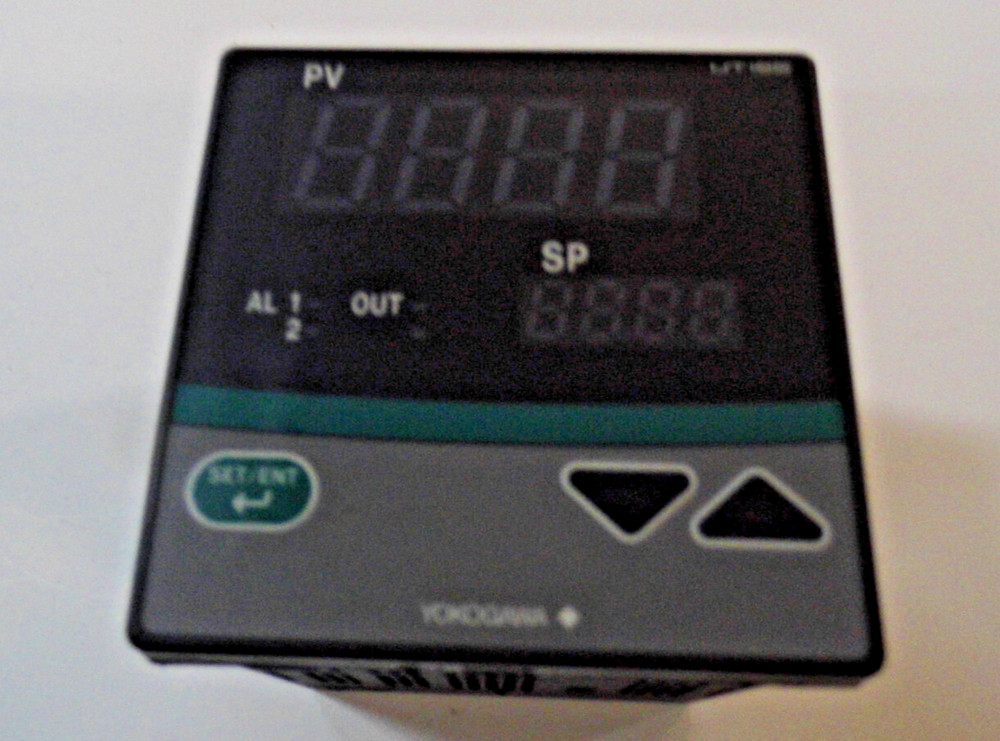 PV
SP
AL 1 OUT
2
SET/ENT
YOKOGAWA